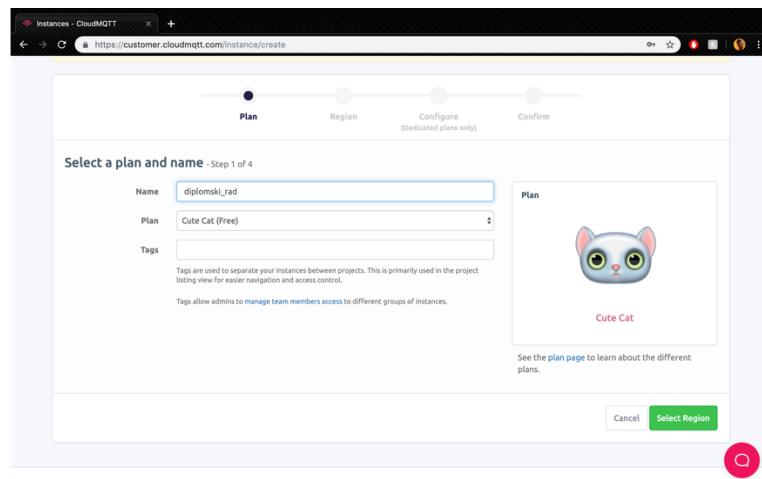 Instances - CloudMQTT
https://customer.cloudmqtt.com/instance/create
Plan
Region
Configure
(Dedicated plans only)
Confirm
Select a plan and name - Step 1 of 4
Name
diplomski_rad
Plan
Cute Cat (Free)
Tags
Tags are used to separate your instances between projects. This is primarily used in the project
listing view for easier navigation and access control.
Tags allow admins to manage team members access to different groups of instances.
Plan
Cute Cat
See the plan page to learn about the different
plans.
Cancel
Select Region